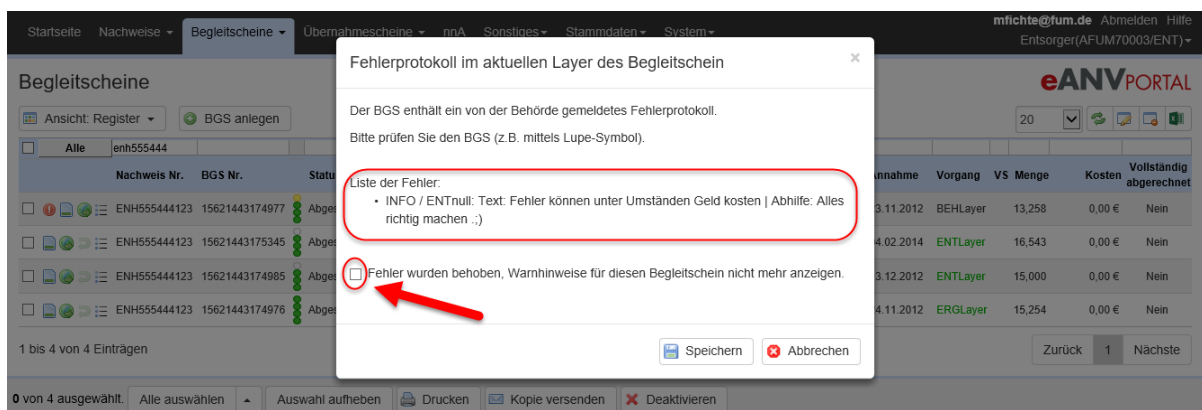 mfichte@fum.de Abmelden Hilfe
Startseite Nachweise Begleitscheine Übernahmescheine nnA Sonstiges Stammdaten System
Entsorger(AFUM70003/ENT)
Fehlerprotokoll im aktuellen Layer des Begleitschein ×
Begleitscheine
eANVPORTAL
Der BGS enthält ein von der Behörde gemeldetes Fehlerprotokoll.
Ansicht: Register BGS anlegen
20
Bitte prüfen Sie den BGS (z.B. mittels Lupe-Symbol).
Alle enh555444
Nachweis Nr. BGS Nr. Statu
nnahme Vorgang VS Menge Kosten Vollständig
abgerechnet
Liste der Fehler:
• INFO / ENTnull: Text: Fehler können unter Umständen Geld kosten | Abhilfe: Alles
richtig machen .;)
ENH555444123 15621443174977 Abges
3.11.2012 BEHLayer 13,258 0,00 € Nein
ENH555444123 15621443175345 Abges
4.02.2014 ENTLayer 16,543 0,00 € Nein
Fehler wurden behoben, Warnhinweise für diesen Begleitschein nicht mehr anzeigen.
ENH555444123 15621443174985 Abges
3.12.2012 ENTLayer 15,000 0,00 € Nein
ENH555444123 15621443174976 Abges
4.11.2012 ERGLayer 15,254 0,00 € Nein
1 bis 4 von 4 Einträgen
Speichern Abbrechen
Zurück 1 Nächste
0 von 4 ausgewählt. Alle auswählen Auswahl aufheben Drucken Kopie versenden Deaktivieren